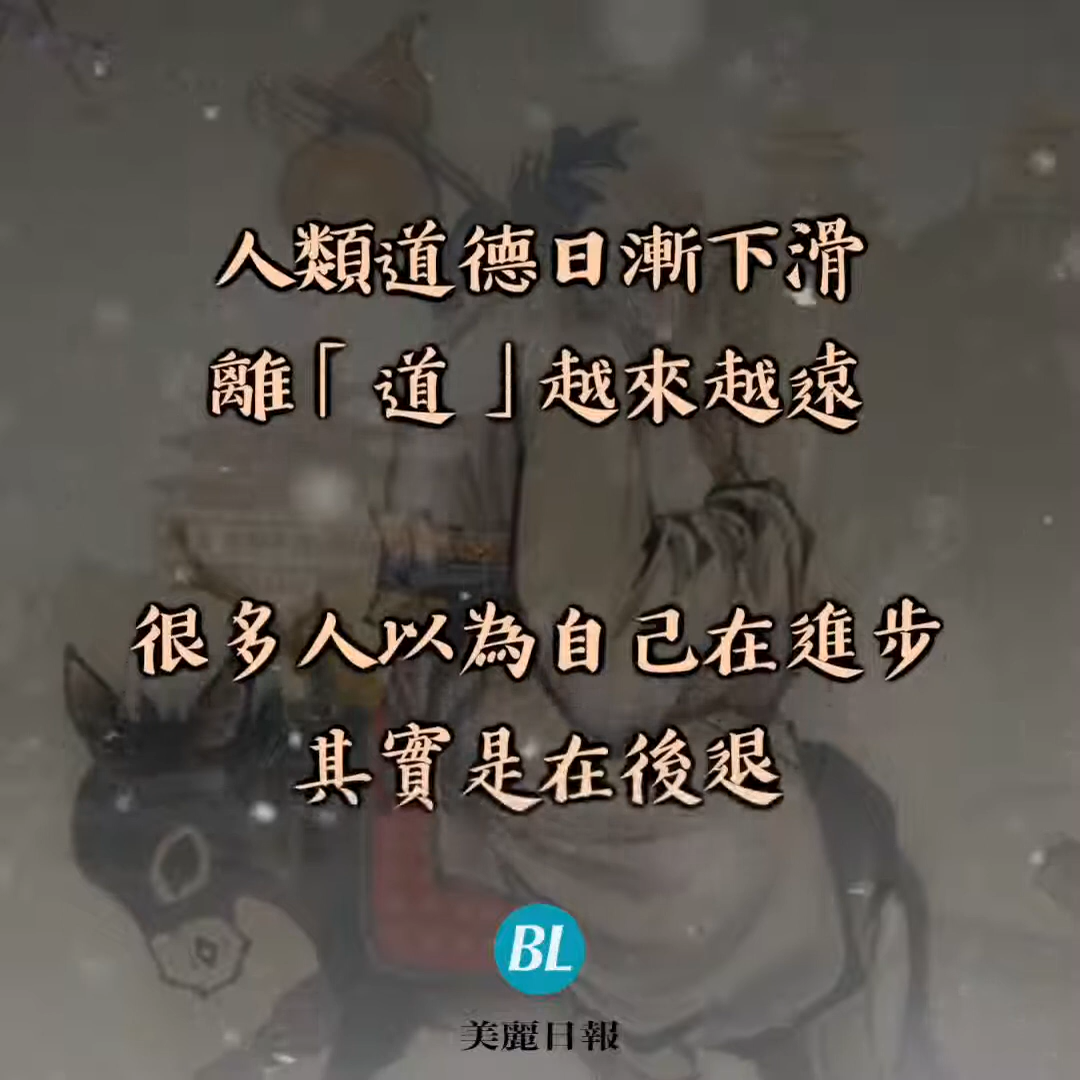 人類道德日漸下滑
離「道」越來越遠
很多人以為自己在進步
其實是在後退
BL
美麗日報